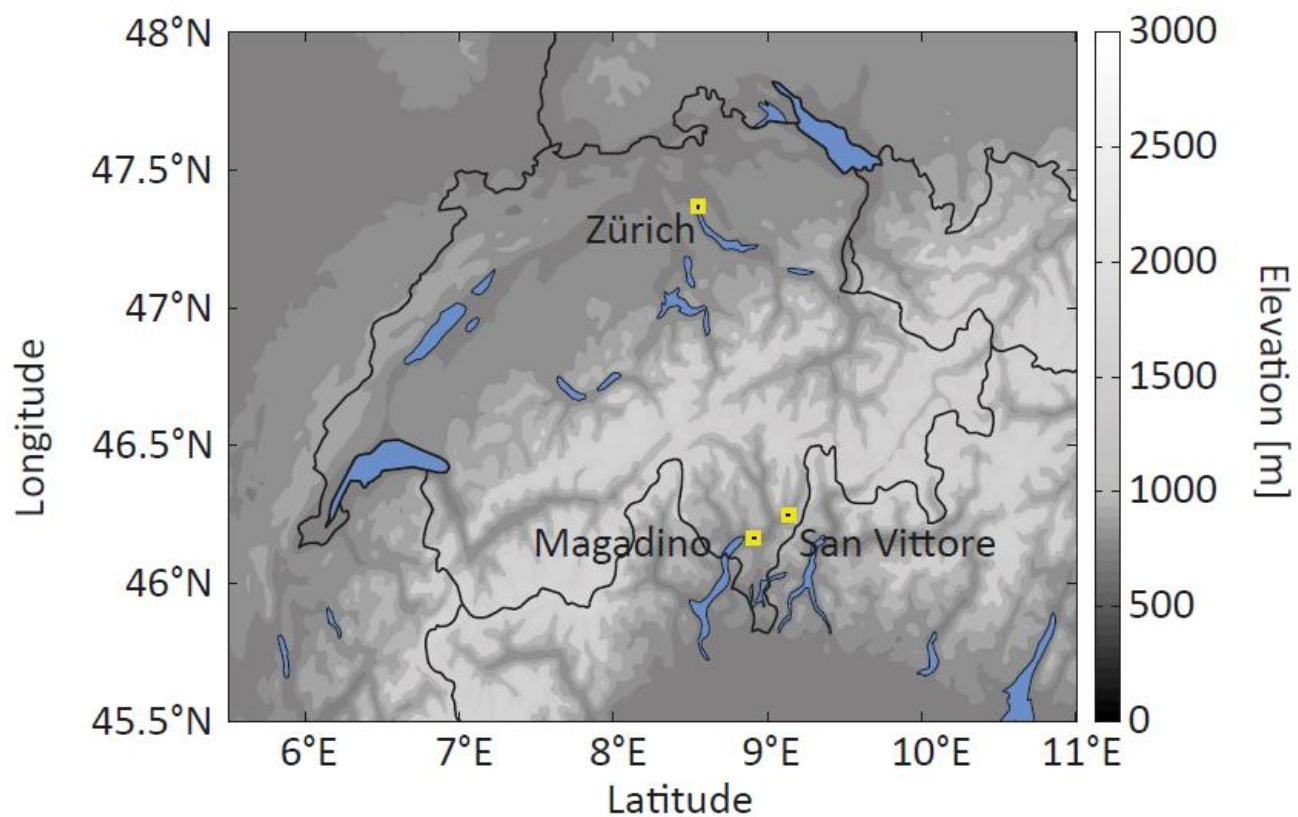 48°N
47.5°N
47°N
46.5°N
46°N
45.5°N
Longitude
6°E
7°E
8°E
9°E
10°E
11°E
Latitude
Zürich
Magadino
San Vittore
3000
2500
2000
1500
1000
500
0
Elevation [m]